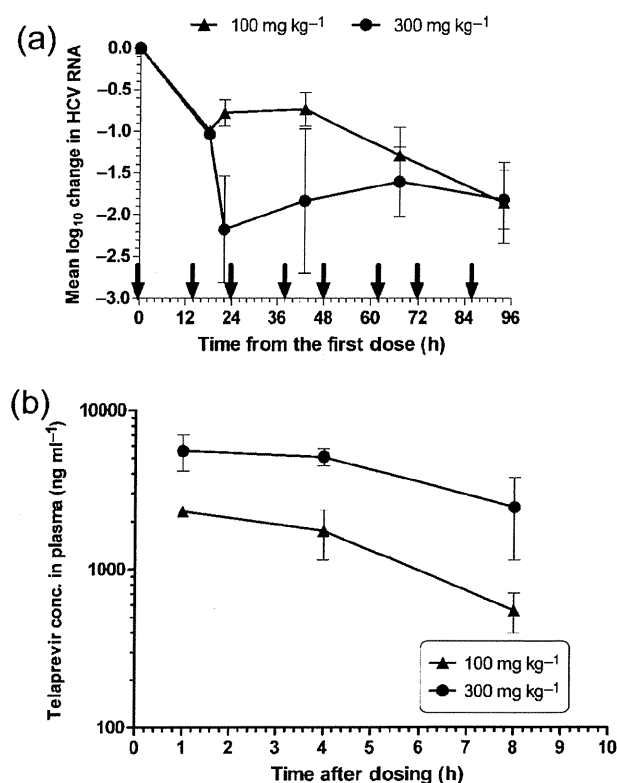 (a)
100 mg kg⁻¹ 300 mg kg⁻¹
Mean log₁₀ change in HCV RNA
0.0
–0.5
–1.0
–1.5
–2.0
–2.5
–3.0
0 12 24 36 48 60 72 84 96
Time from the first dose (h)
(b)
Telaprevir conc. in plasma (ng ml⁻¹)
10000
1000
100
100 mg kg⁻¹
300 mg kg⁻¹
0 1 2 3 4 5 6 7 8 9 10
Time after dosing (h)